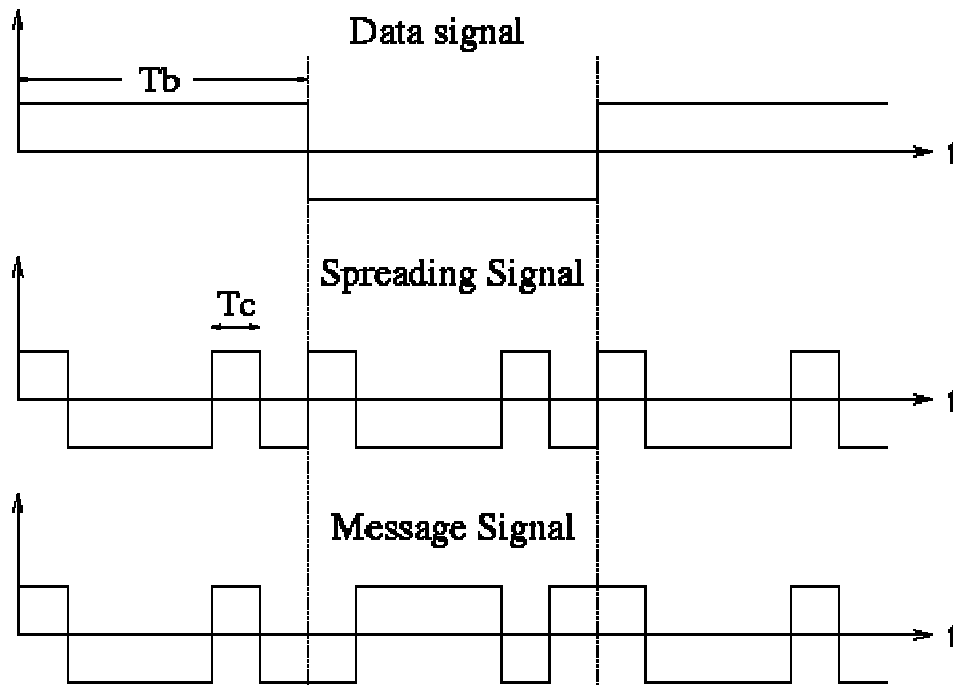 Data signal
Tb
t
Spreading Signal
Tc
t
Message Signal
t